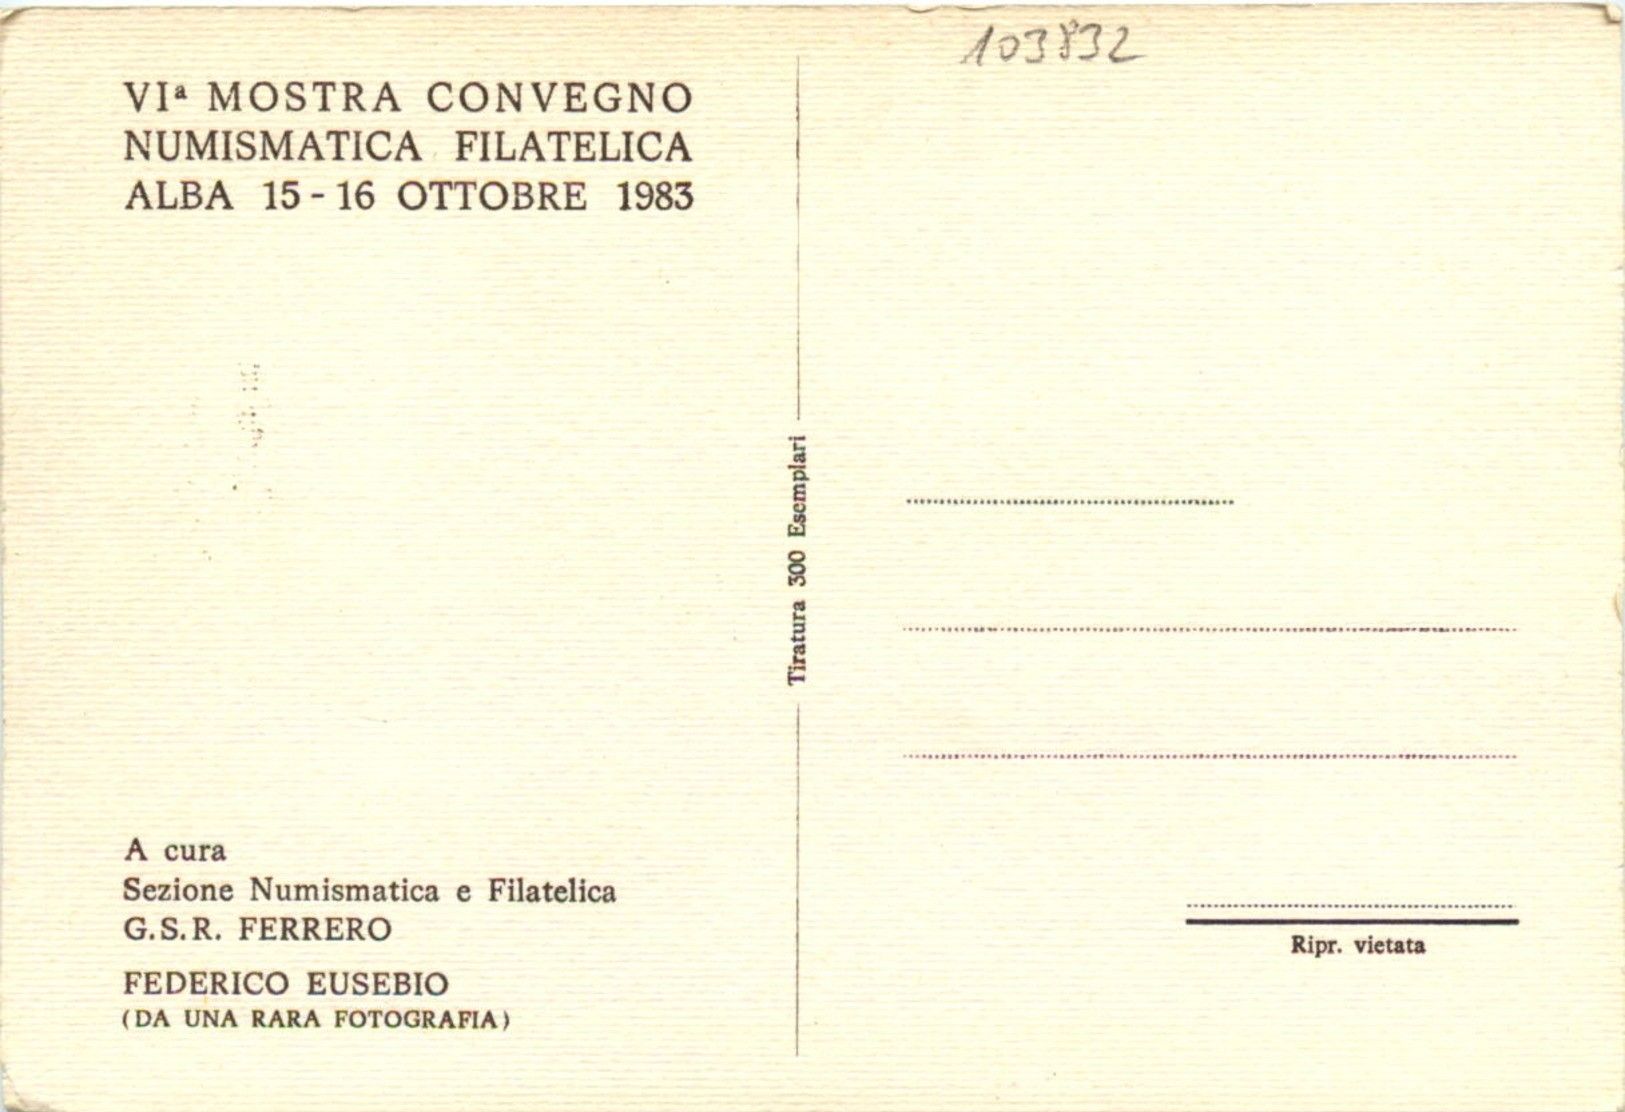 103832
VIª MOSTRA CONVEGNO
NUMISMATICA FILATELICA
ALBA 15 - 16 OTTOBRE 1983
Tiratura 300 Esemplari
A cura
Sezione Numismatica e Filatelica
G.S.R. FERRERO
FEDERICO EUSEBIO
(DA UNA RARA FOTOGRAFIA)
Ripr. vietata